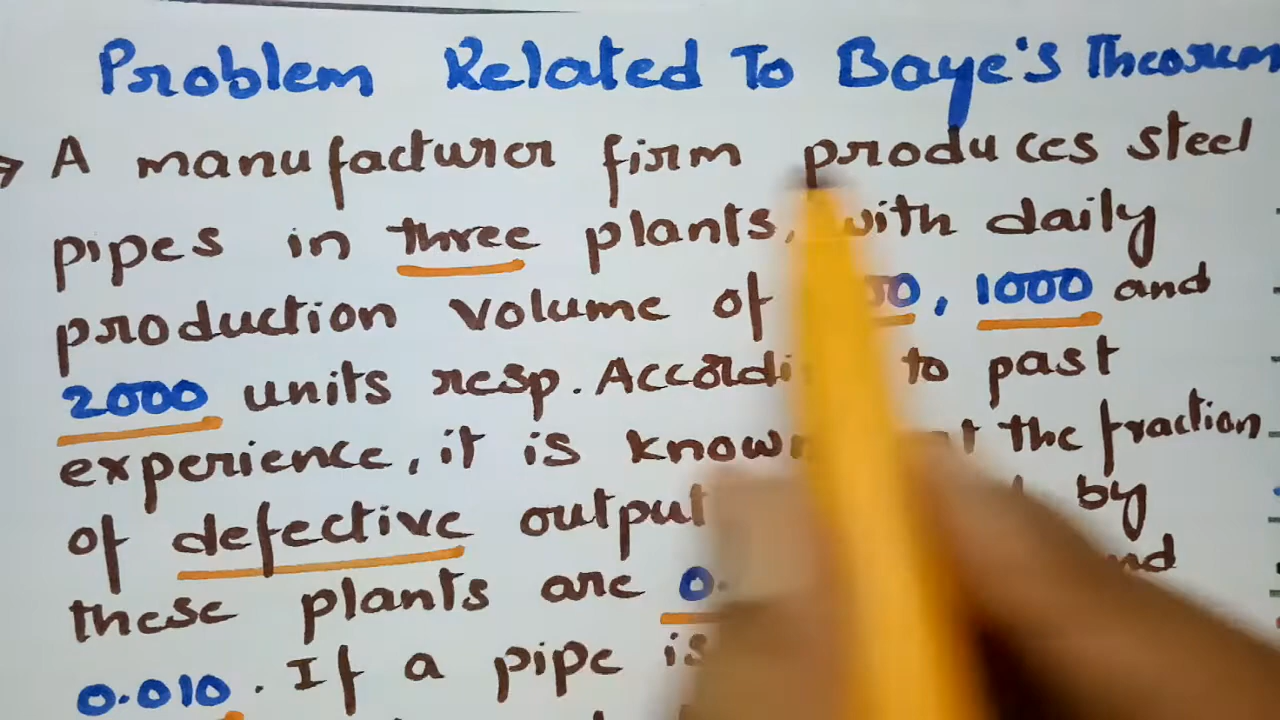 Problem Related To Baye's Theorem
→ A manufacturer firm produces steel
pipes in three plants, with daily
production volume of , 1000 and
2000 units resp. According to past
experience, it is known the fraction
of defective output by
these plants are and
0.010. If a pipe is